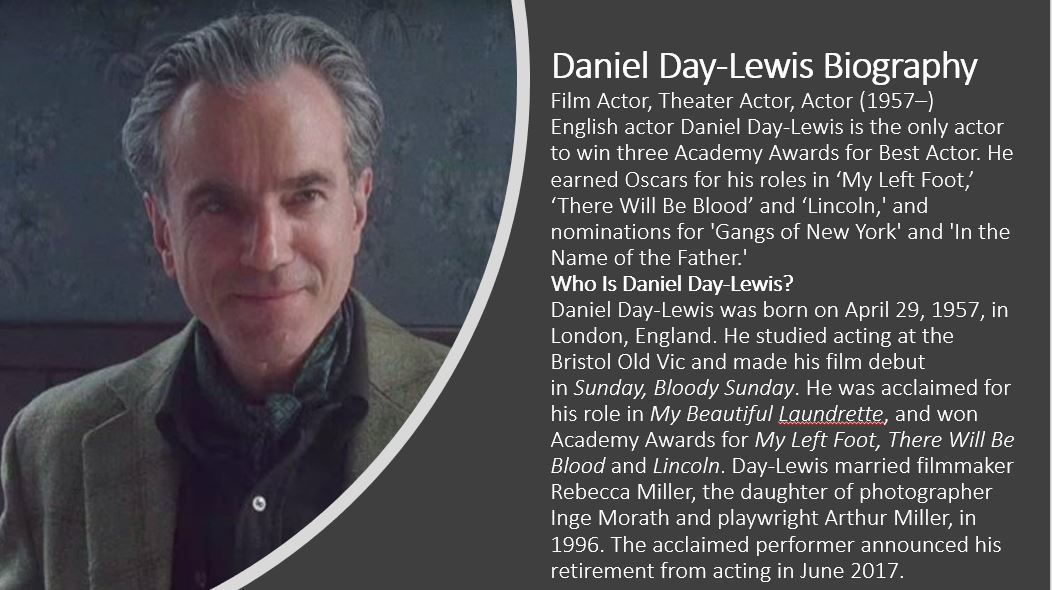 Daniel Day-Lewis Biography
Film Actor, Theater Actor, Actor (1957–)
English actor Daniel Day-Lewis is the only actor
to win three Academy Awards for Best Actor. He
earned Oscars for his roles in ‘My Left Foot,’
‘There Will Be Blood’ and ‘Lincoln,' and
nominations for 'Gangs of New York' and 'In the
Name of the Father.'
Who Is Daniel Day-Lewis?
Daniel Day-Lewis was born on April 29, 1957, in
London, England. He studied acting at the
Bristol Old Vic and made his film debut
in Sunday, Bloody Sunday. He was acclaimed for
his role in My Beautiful Laundrette, and won
Academy Awards for My Left Foot, There Will Be
Blood and Lincoln. Day-Lewis married filmmaker
Rebecca Miller, the daughter of photographer
Inge Morath and playwright Arthur Miller, in
1996. The acclaimed performer announced his
retirement from acting in June 2017.